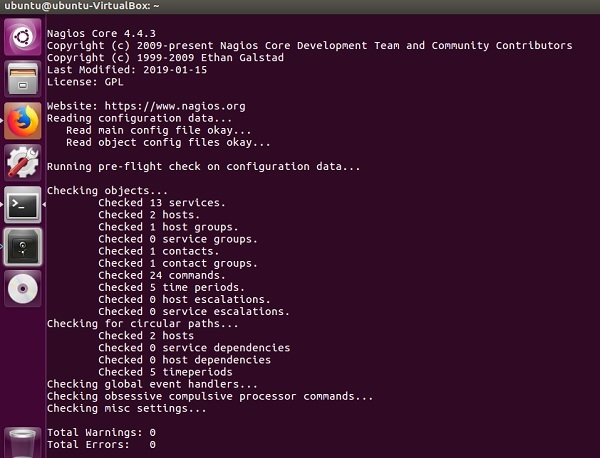 ubuntu@ubuntu-VirtualBox: ~
Nagios Core 4.4.3
Copyright (c) 2009-present Nagios Core Development Team and Community Contributors
Copyright (c) 1999-2009 Ethan Galstad
Last Modified: 2019-01-15
License: GPL

Website: https://www.nagios.org
Reading configuration data...
   Read main config file okay...
   Read object config files okay...

Running pre-flight check on configuration data...

Checking objects...
        Checked 13 services.
        Checked 2 hosts.
        Checked 1 host groups.
        Checked 0 service groups.
        Checked 1 contacts.
        Checked 1 contact groups.
        Checked 24 commands.
        Checked 5 time periods.
        Checked 0 host escalations.
        Checked 0 service escalations.
Checking for circular paths...
        Checked 2 hosts
        Checked 0 service dependencies
        Checked 0 host dependencies
        Checked 5 timeperiods
Checking global event handlers...
Checking obsessive compulsive processor commands...
Checking misc settings...

Total Warnings: 0
Total Errors:   0